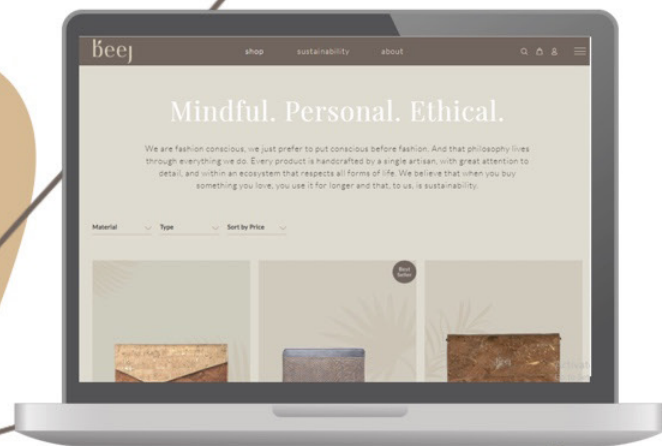 beej
shop sustainability about
Mindful. Personal. Ethical.
We are fashion conscious, we just prefer to put conscious before fashion. And that philosophy lives
through everything we do. Every product is handcrafted by a single artisan, with great attention to
detail, and within an ecosystem that respects all forms of life. We believe that when you buy
something you love, you use it for longer and that, to us, is sustainability.
Material Type Sort by Price
Best
Seller